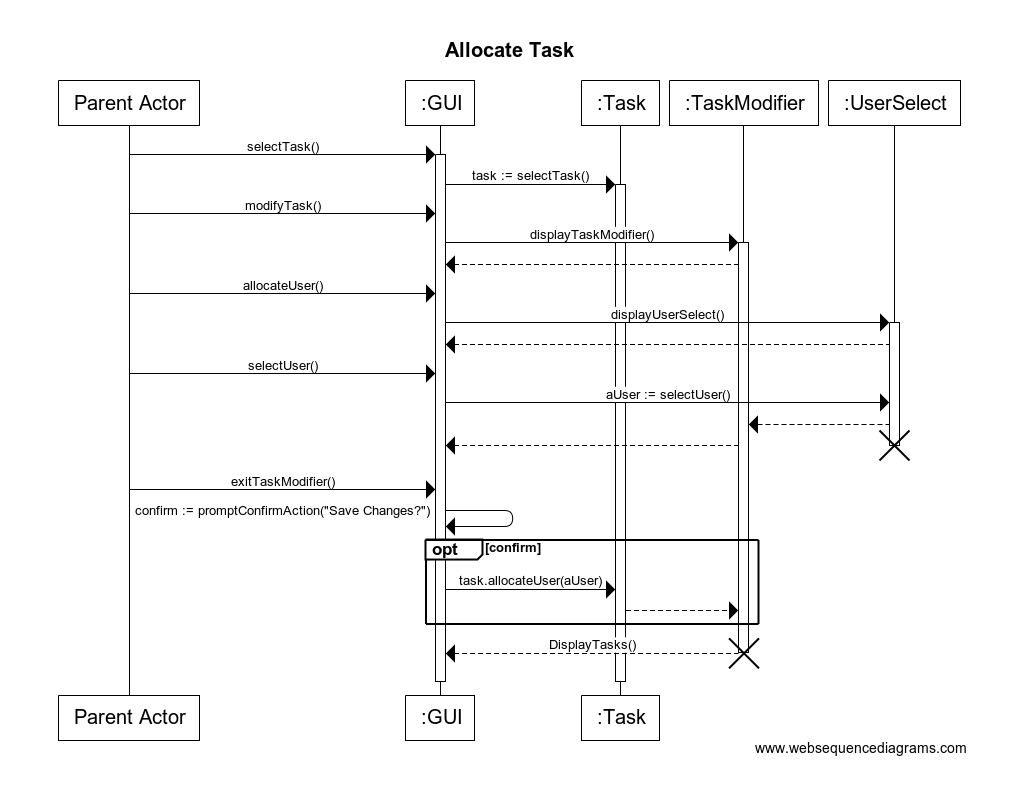 Allocate Task
Parent Actor
:GUI
:Task
:TaskModifier
:UserSelect
selectTask()
task := selectTask()
modifyTask()
displayTaskModifier()
allocateUser()
displayUserSelect()
selectUser()
aUser := selectUser()
exitTaskModifier()
confirm := promptConfirmAction("Save Changes?")
opt
[confirm]
task.allocateUser(aUser)
DisplayTasks()
Parent Actor
:GUI
:Task
www.websequencediagrams.com